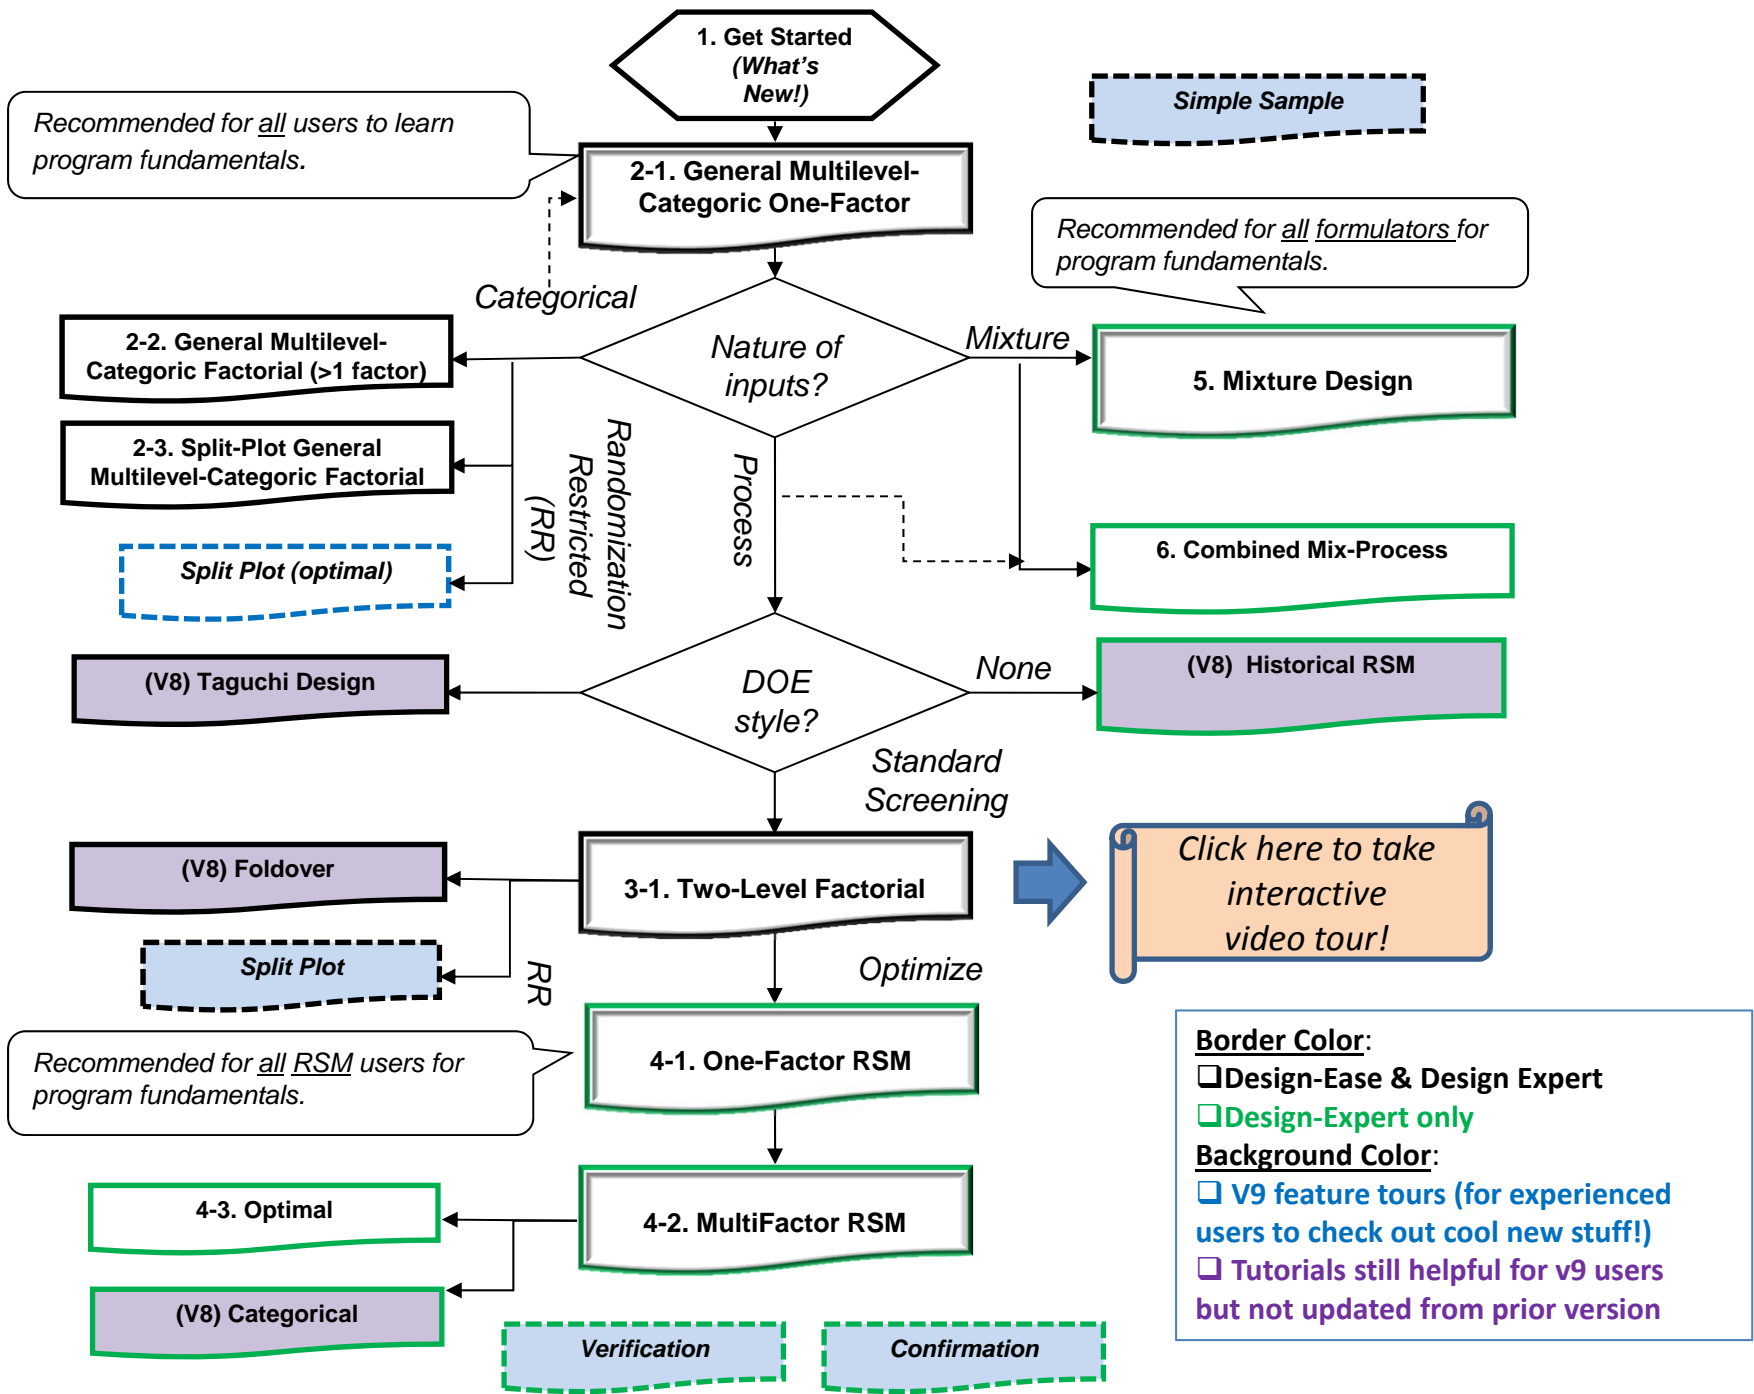 1. Get Started
(What's
New!)
Simple Sample
Recommended for all users to learn
program fundamentals.
2-1. General Multilevel-
Categoric One-Factor
Recommended for all formulators for
program fundamentals.
Categorical
2-2. General Multilevel-
Categoric Factorial (>1 factor)
Nature of
inputs?
Mixture
5. Mixture Design
2-3. Split-Plot General
Multilevel-Categoric Factorial
Randomization
Restricted
(RR)
Process
Split Plot (optimal)
6. Combined Mix-Process
(V8) Taguchi Design
DOE
style?
None
(V8) Historical RSM
Standard
Screening
(V8) Foldover
3-1. Two-Level Factorial
Click here to take
interactive
video tour!
Split Plot
RR
Optimize
Recommended for all RSM users for
program fundamentals.
4-1. One-Factor RSM
4-3. Optimal
4-2. MultiFactor RSM
(V8) Categorical
Verification
Confirmation
Border Color:
❑Design-Ease & Design Expert
❑Design-Expert only
Background Color:
❑ V9 feature tours (for experienced
users to check out cool new stuff!)
❑ Tutorials still helpful for v9 users
but not updated from prior version